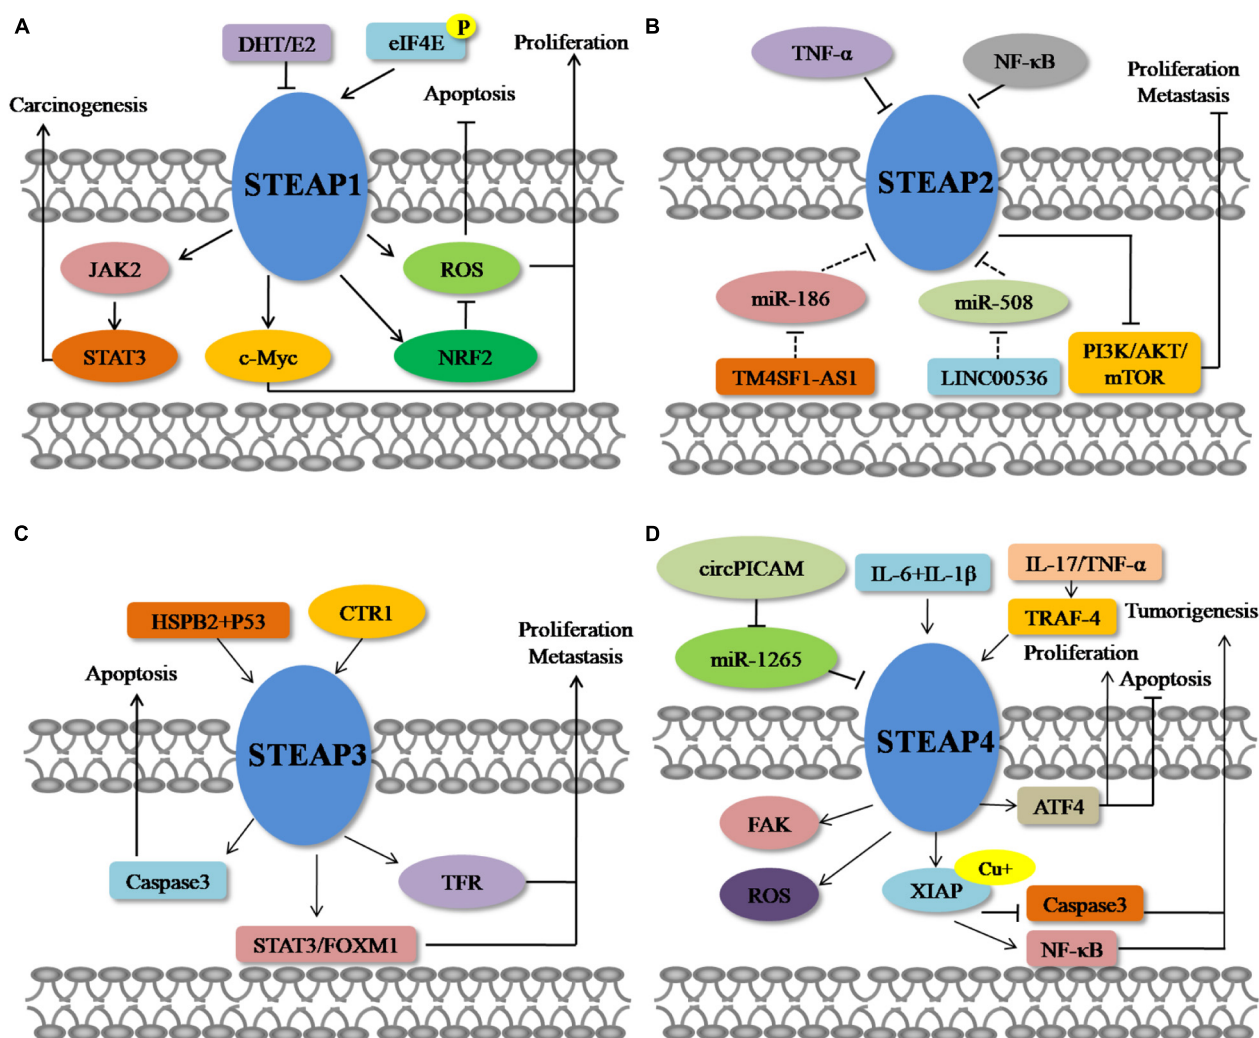 A
DHT/E2
eIF4E
P
Proliferation
Apoptosis
Carcinogenesis
STEAP1
JAK2
ROS
STAT3
c-Myc
NRF2
B
TNF-α
NF-κB
Proliferation
Metastasis
STEAP2
miR-186
miR-508
TM4SF1-AS1
LINC00536
PI3K/AKT/
mTOR
C
HSPB2+P53
CTR1
Proliferation
Metastasis
Apoptosis
STEAP3
Caspase3
TFR
STAT3/FOXM1
D
circPICAM
IL-6+IL-1β
IL-17/TNF-α
TRAF-4
Tumorigenesis
miR-1265
Proliferation
Apoptosis
STEAP4
FAK
ATF4
ROS
XIAP
Cu+
Caspase3
NF-κB